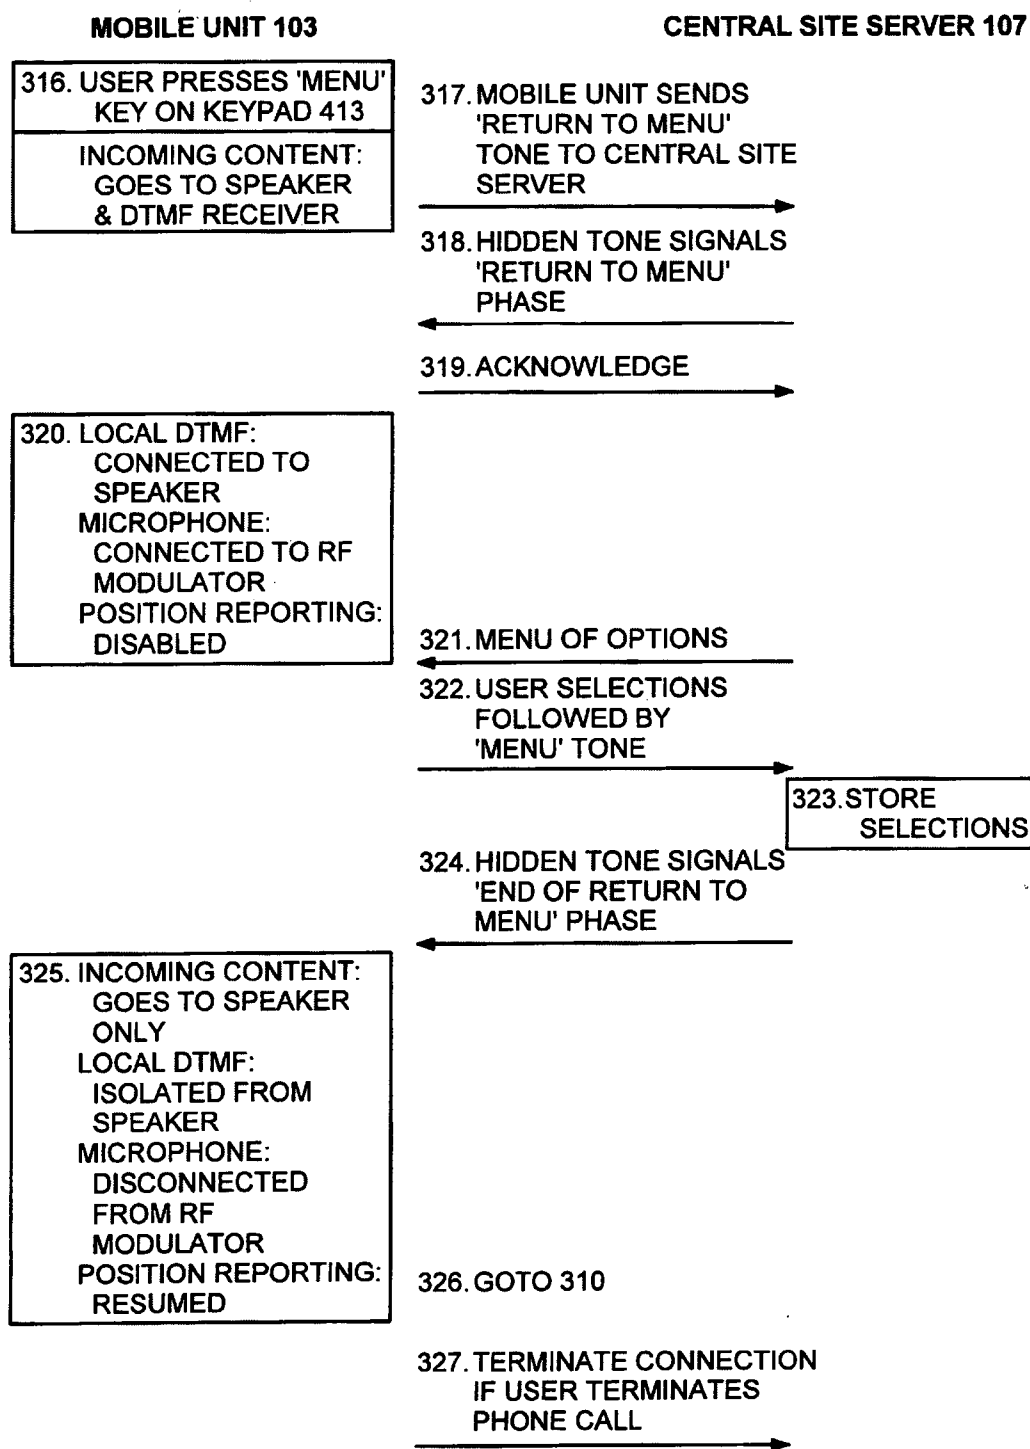 MOBILE UNIT 103
CENTRAL SITE SERVER 107
316. USER PRESSES 'MENU'
KEY ON KEYPAD 413
INCOMING CONTENT:
GOES TO SPEAKER
& DTMF RECEIVER
317. MOBILE UNIT SENDS
'RETURN TO MENU'
TONE TO CENTRAL SITE
SERVER
318. HIDDEN TONE SIGNALS
'RETURN TO MENU'
PHASE
319. ACKNOWLEDGE
320. LOCAL DTMF:
CONNECTED TO
SPEAKER
MICROPHONE:
CONNECTED TO RF
MODULATOR
POSITION REPORTING:
DISABLED
321. MENU OF OPTIONS
322. USER SELECTIONS
FOLLOWED BY
'MENU' TONE
323. STORE
SELECTIONS
324. HIDDEN TONE SIGNALS
'END OF RETURN TO
MENU' PHASE
325. INCOMING CONTENT:
GOES TO SPEAKER
ONLY
LOCAL DTMF:
ISOLATED FROM
SPEAKER
MICROPHONE:
DISCONNECTED
FROM RF
MODULATOR
POSITION REPORTING:
RESUMED
326. GOTO 310
327. TERMINATE CONNECTION
IF USER TERMINATES
PHONE CALL